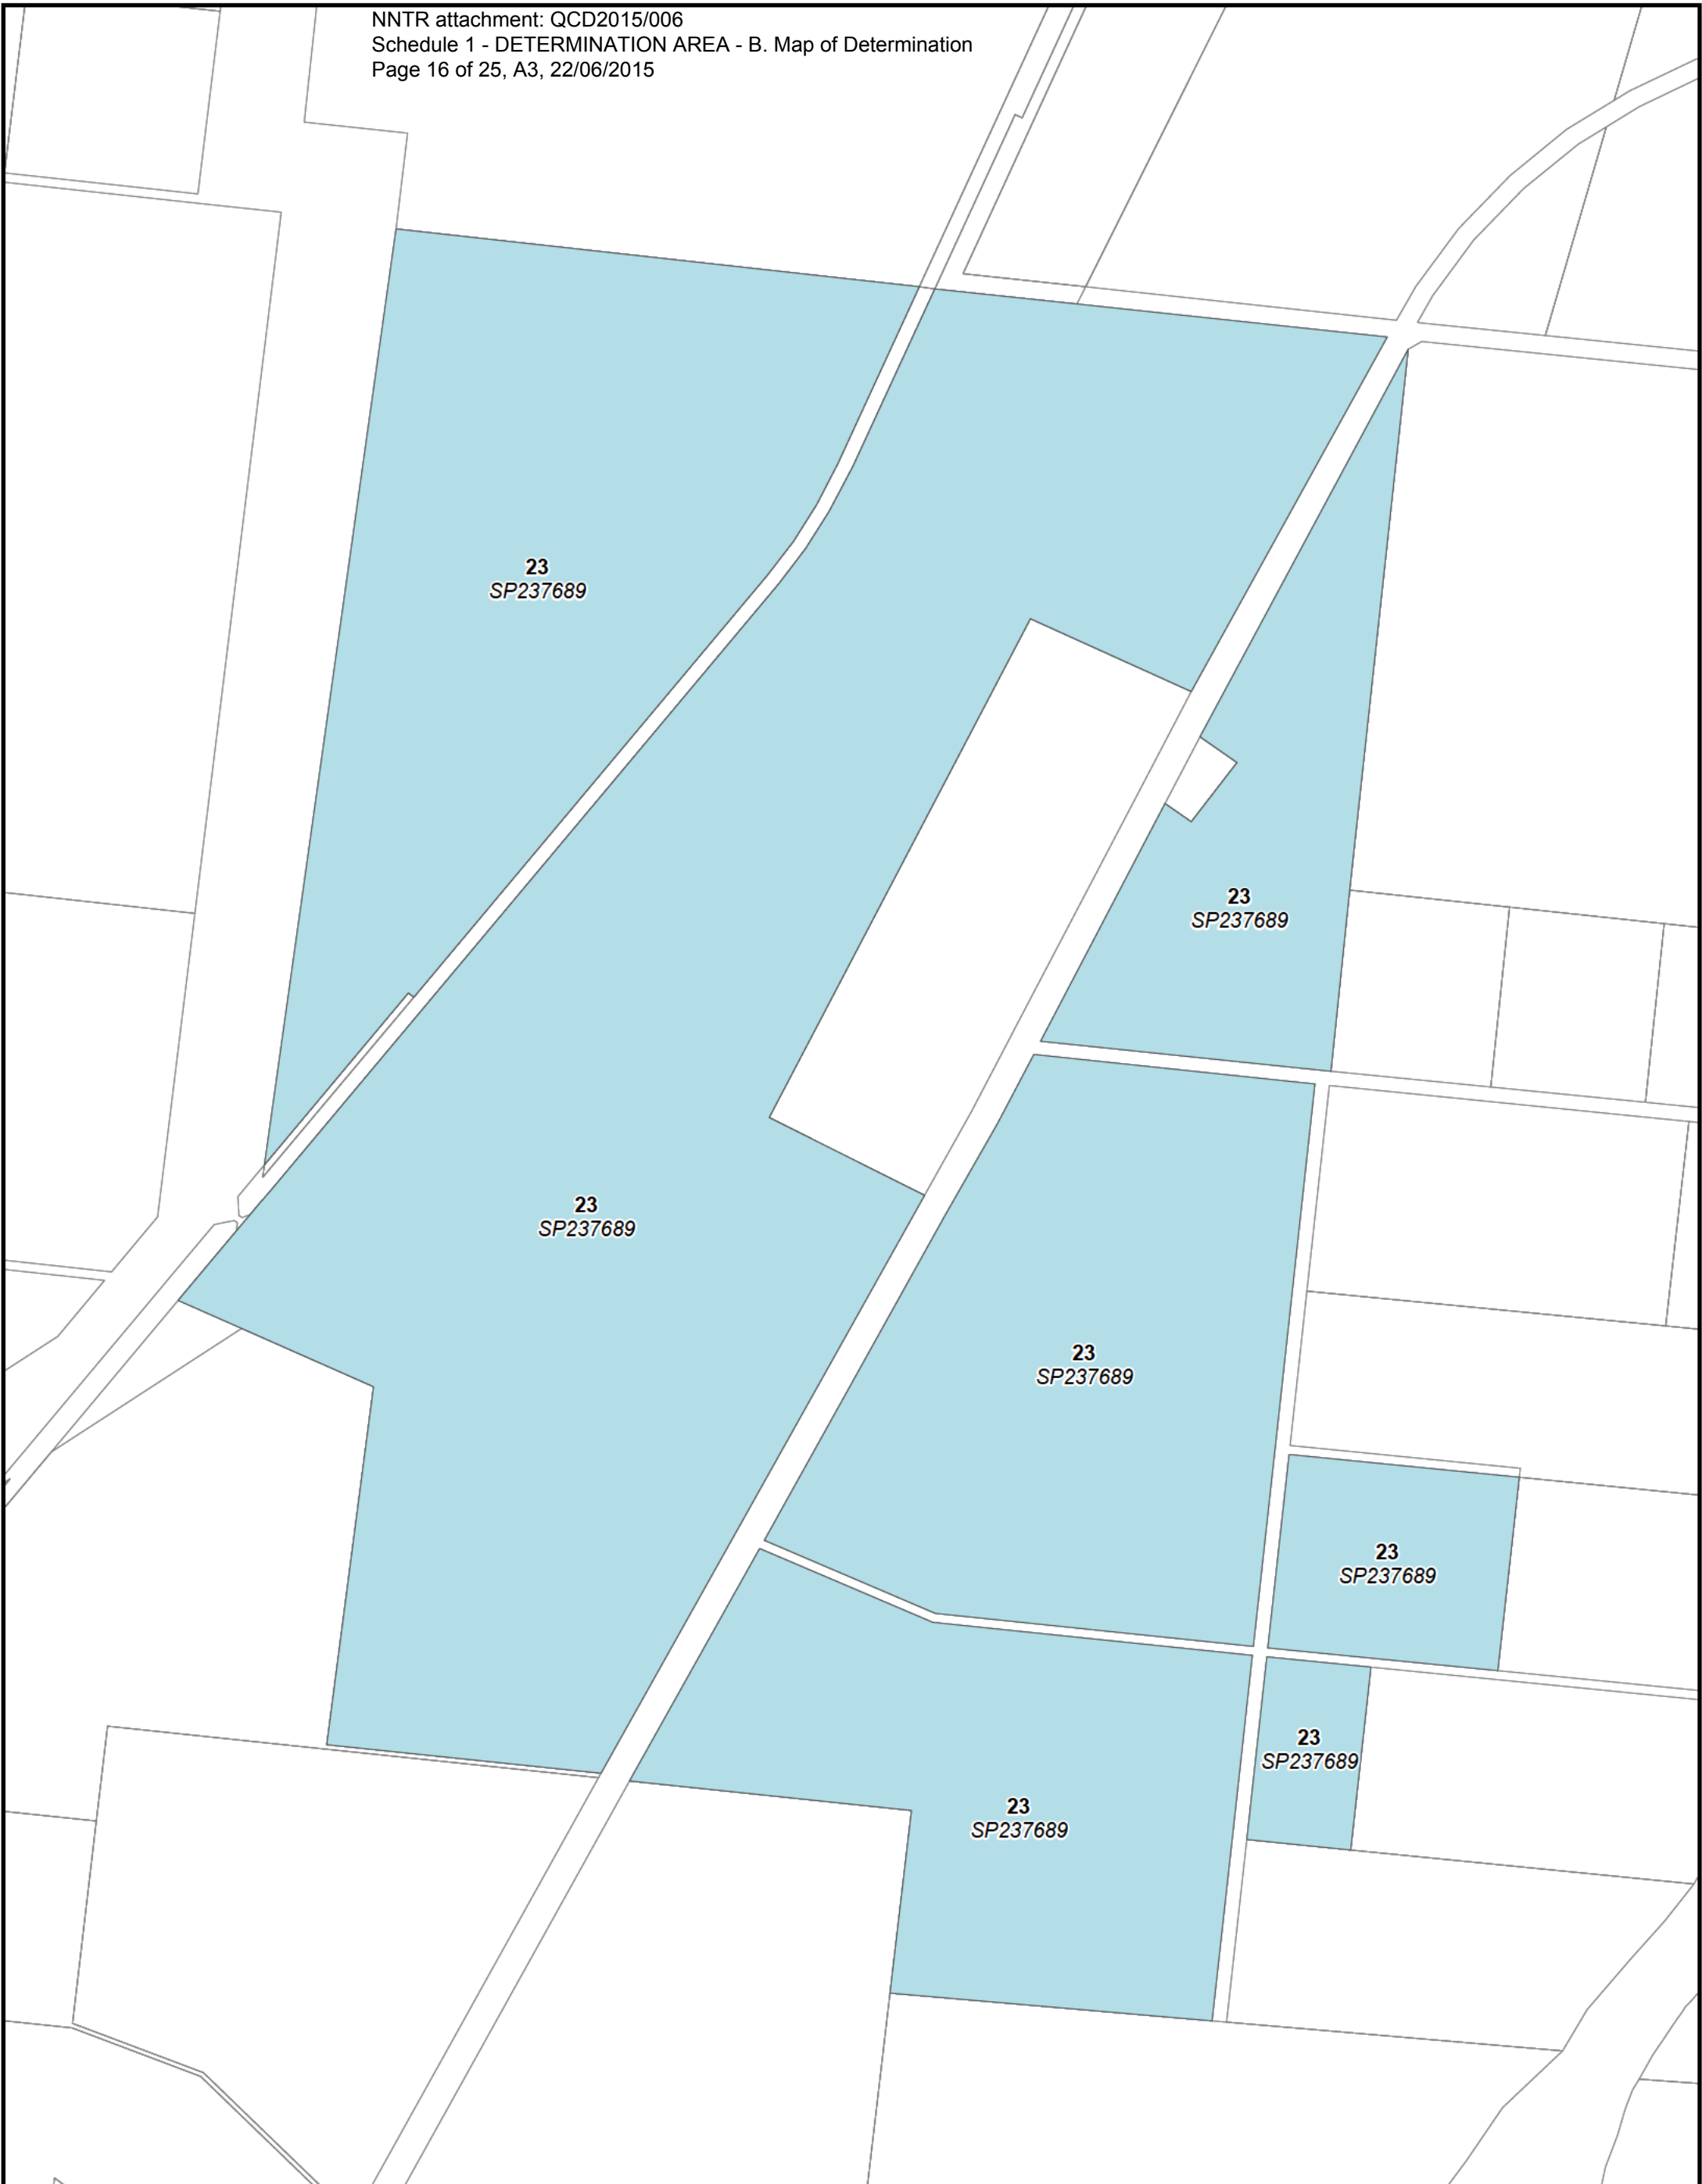 NNTR attachment: QCD2015/006
Schedule 1 - DETERMINATION AREA - B. Map of Determination
Page 16 of 25, A3, 22/06/2015
23
SP237689
23
SP237689
23
SP237689
23
SP237689
23
SP237689
23
SP237689
23
SP237689